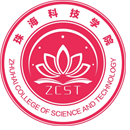 珠海科技学院
ZCST
ZHUHAI COLLEGE OF SCIENCE AND TECHNOLOGY